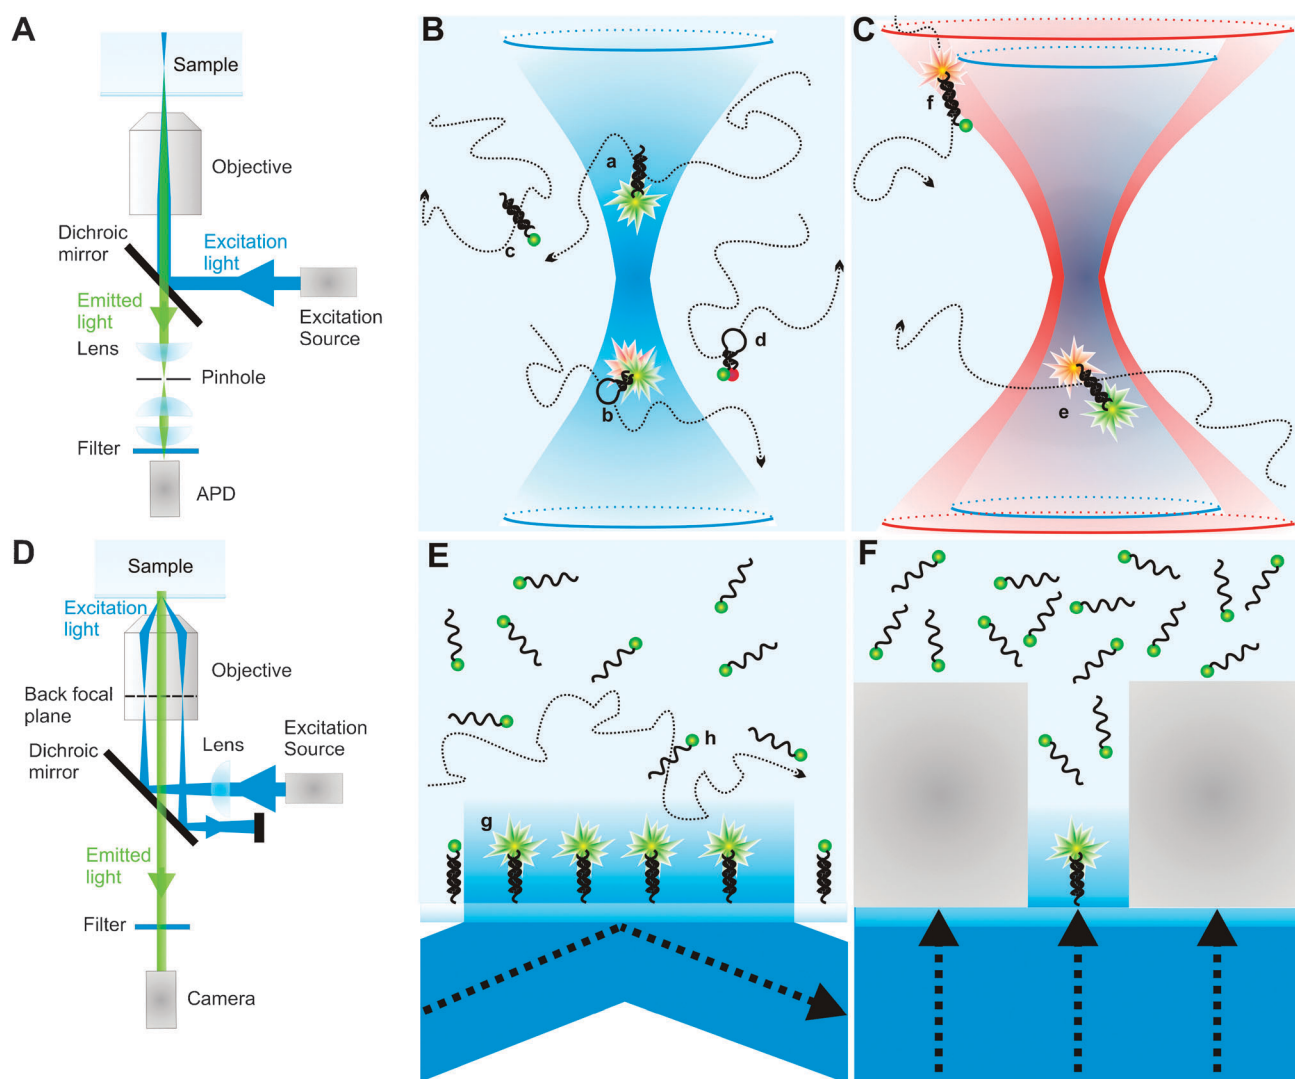 A
Sample
Objective
Dichroic
mirror
Excitation
light
Emitted
light
Excitation
Source
Lens
Pinhole
Filter
APD
B
a
c
d
b
C
f
e
D
Sample
Excitation
light
Objective
Back focal
plane
Lens
Excitation
Source
Dichroic
mirror
Emitted
light
Filter
Camera
E
h
g
F